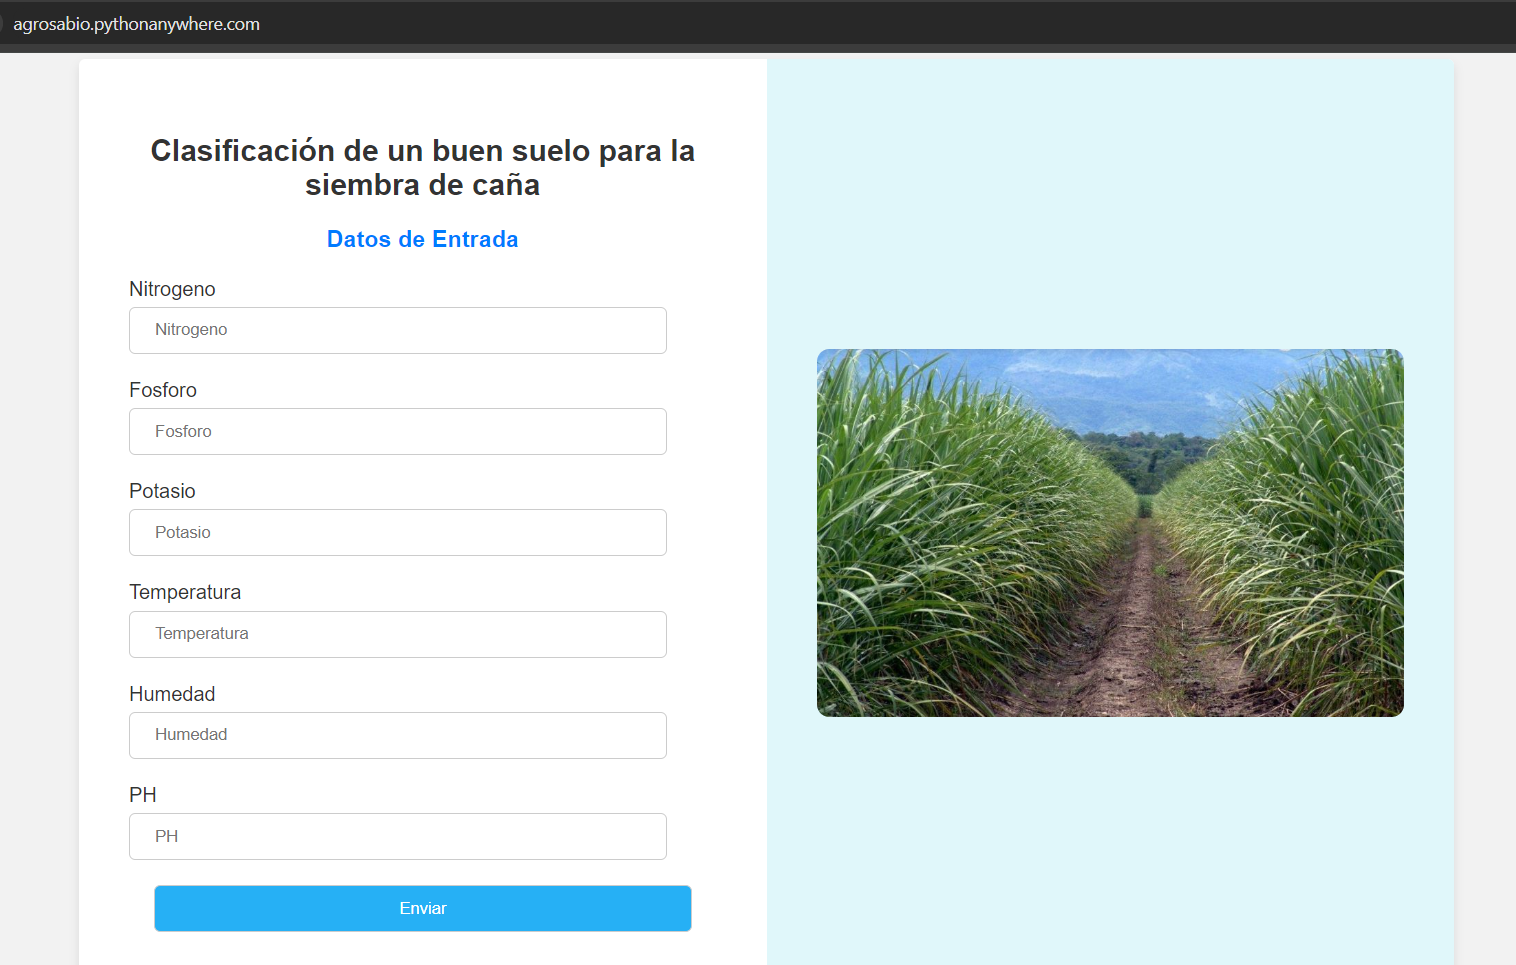 agrosabio.pythonanywhere.com
Clasificación de un buen suelo para la
siembra de caña
Datos de Entrada
Nitrogeno
Nitrogeno
Fosforo
Fosforo
Potasio
Potasio
Temperatura
Temperatura
Humedad
Humedad
PH
PH
Enviar